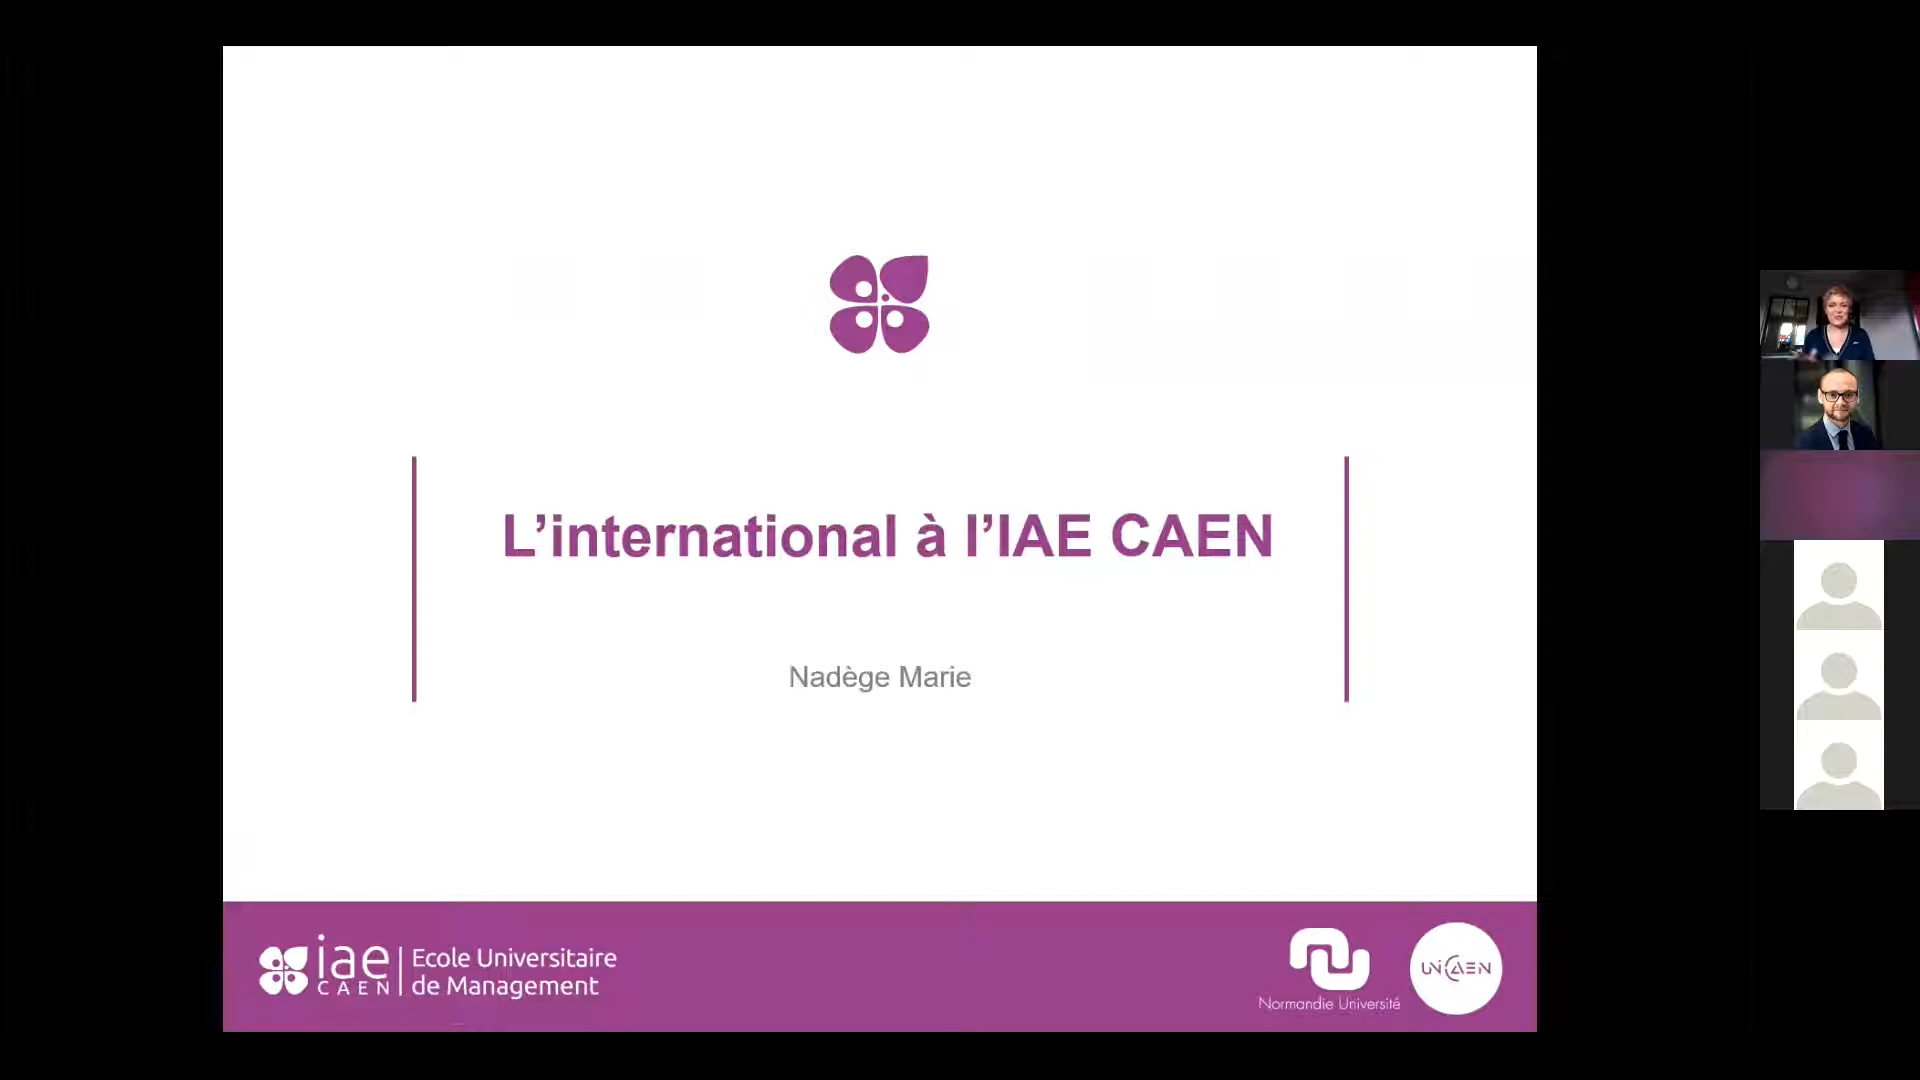 L’international à l’IAE CAEN
Nadège Marie
iae
CAEN
Ecole Universitaire
de Management
Normandie Université
UNICAEN